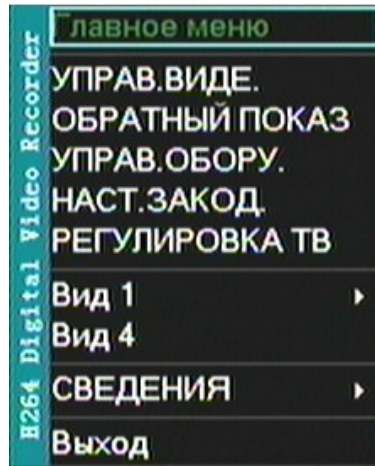 H264 Digital Video Recorder
Главное меню
УПРАВ.ВИДЕ.
ОБРАТНЫЙ ПОКАЗ
УПРАВ.ОБОРУ.
НАСТ.ЗАКОД.
РЕГУЛИРОВКА ТВ
Вид 1
Вид 4
СВЕДЕНИЯ
Выход